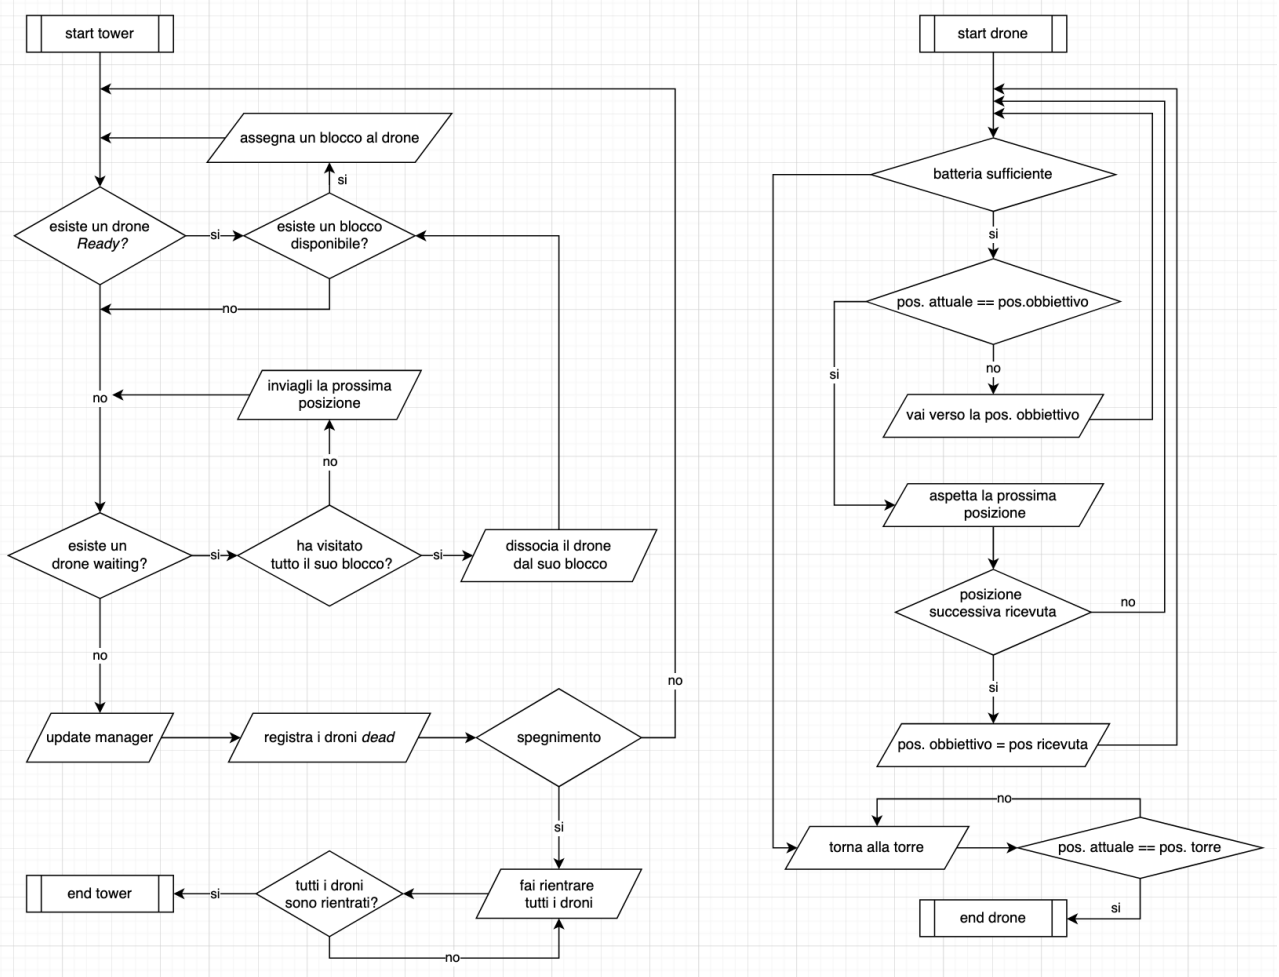 start tower
assegna un blocco al drone
si
esiste un drone
Ready?
si
esiste un blocco
disponibile?
no
inviagli la prossima
posizione
no
no
esiste un
drone waiting?
si
ha visitato
tutto il suo blocco?
si
dissocia il drone
dal suo blocco
no
no
update manager
registra i droni dead
spegnimento
si
fai rientrare
tutti i droni
tutti i droni
sono rientrati?
si
end tower
no
start drone
batteria sufficiente
si
pos. attuale == pos.obbiettivo
si
no
vai verso la pos. obbiettivo
aspetta la prossima
posizione
posizione
successiva ricevuta
no
si
pos. obbiettivo = pos ricevuta
no
torna alla torre
pos. attuale == pos. torre
si
end drone